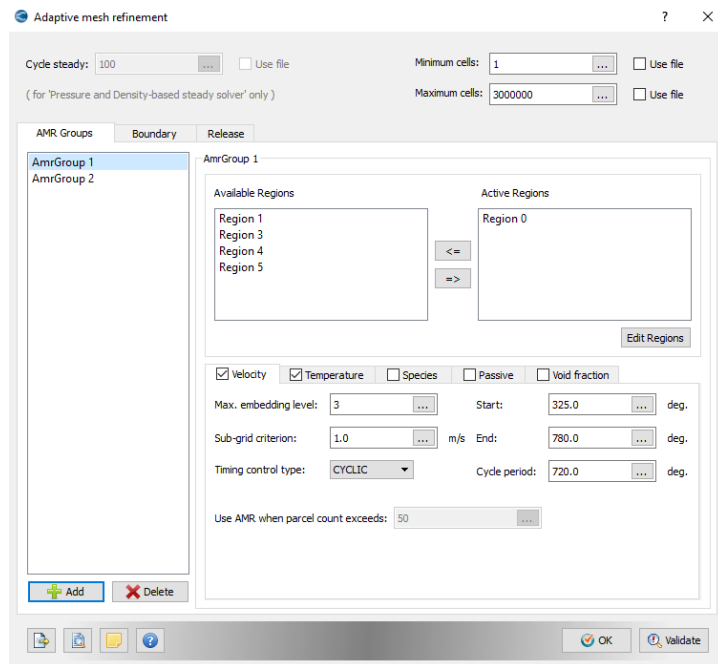 Adaptive mesh refinement ? ×
Cycle steady: 100 ... Use file Minimum cells: 1 ... Use file
( for 'Pressure and Density-based steady solver' only ) Maximum cells: 3000000 ... Use file
AMR Groups Boundary Release
AmrGroup 1
AmrGroup 2
AmrGroup 1
Available Regions Active Regions
Region 1
Region 3
Region 4
Region 5
<=
=>
Region 0
Edit Regions
Velocity Temperature Species Passive Void fraction
Max. embedding level: 3 ... Start: 325.0 ... deg.
Sub-grid criterion: 1.0 ... m/s End: 780.0 ... deg.
Timing control type: CYCLIC Cycle period: 720.0 ... deg.
Use AMR when parcel count exceeds: 50 ...
Add Delete
? OK Validate